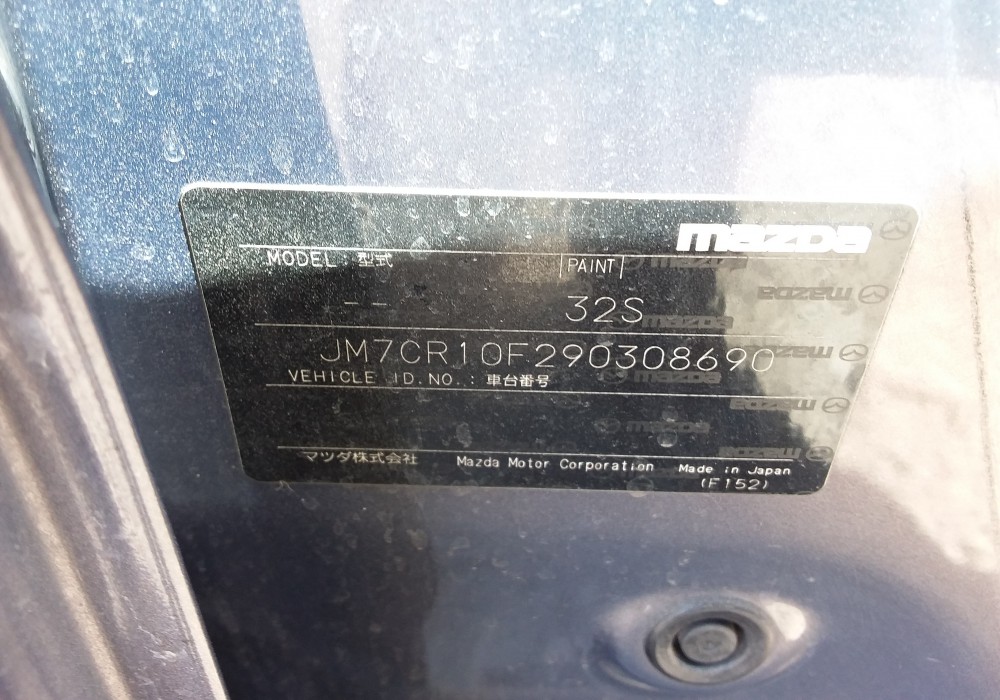 mazda
MODEL : 型式 PAINT
-- 32S
JM7CR10F290308690
VEHICLE ID.NO. : 車台番号
マツダ株式会社 Mazda Motor Corporation Made in Japan
(F152)